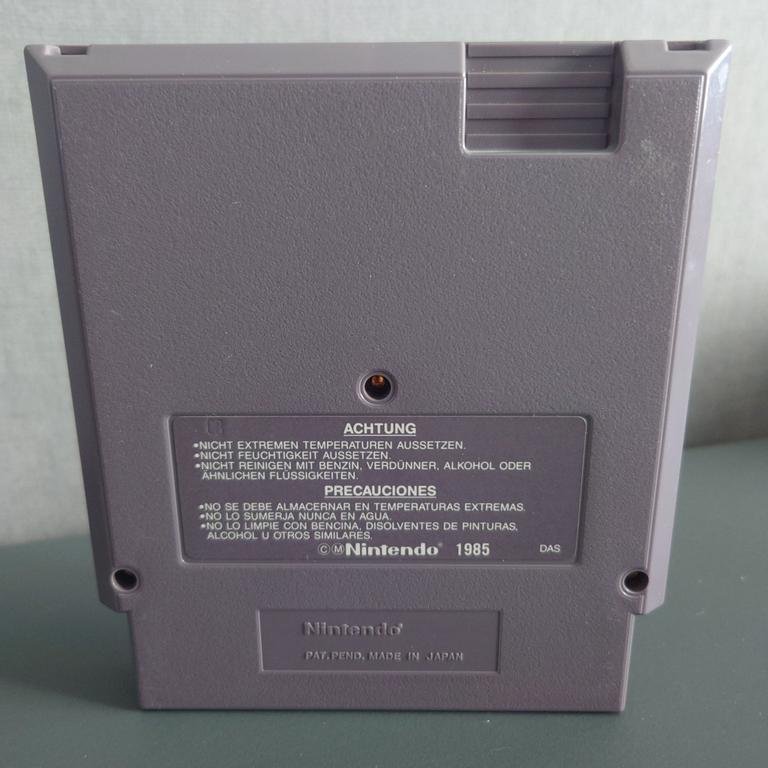 ACHTUNG
•NICHT EXTREMEN TEMPERATUREN AUSSETZEN.
•NICHT FEUCHTIGKEIT AUSSETZEN.
•NICHT REINIGEN MIT BENZIN, VERDÜNNER, ALKOHOL ODER
ÄHNLICHEN FLÜSSIGKEITEN.
PRECAUCIONES
•NO SE DEBE ALMACERNAR EN TEMPERATURAS EXTREMAS.
•NO LO SUMERJA NUNCA EN AGUA.
•NO LO LIMPIE CON BENCINA, DISOLVENTES DE PINTURAS,
ALCOHOL U OTROS SIMILARES.
©ⓂNintendo® 1985 DAS
Nintendo®
PAT. PEND. MADE IN JAPAN